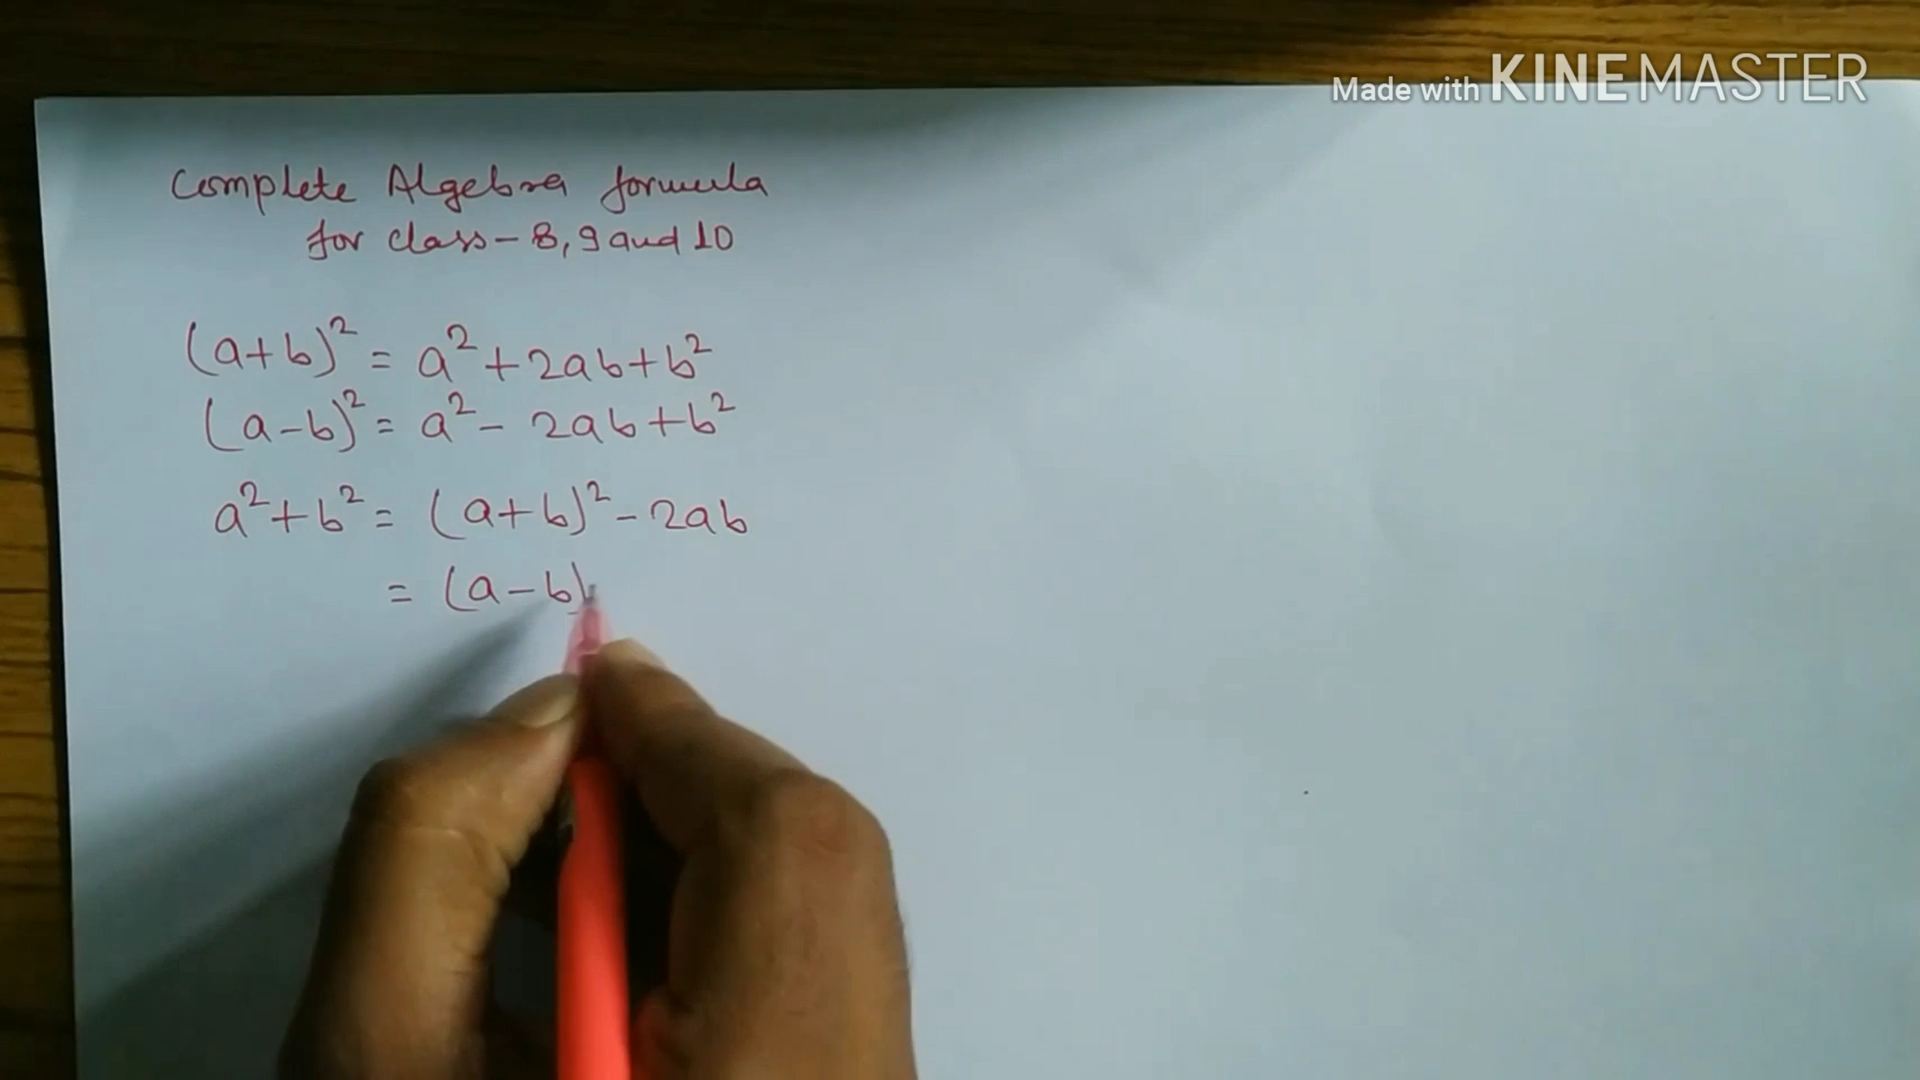 Made with KINEMASTER
Complete Algebra formula
for class - 8, 9 and 10
(a+b)² = a² + 2ab + b²
(a-b)² = a² - 2ab + b²
a² + b² = (a+b)² - 2ab
= (a-b)